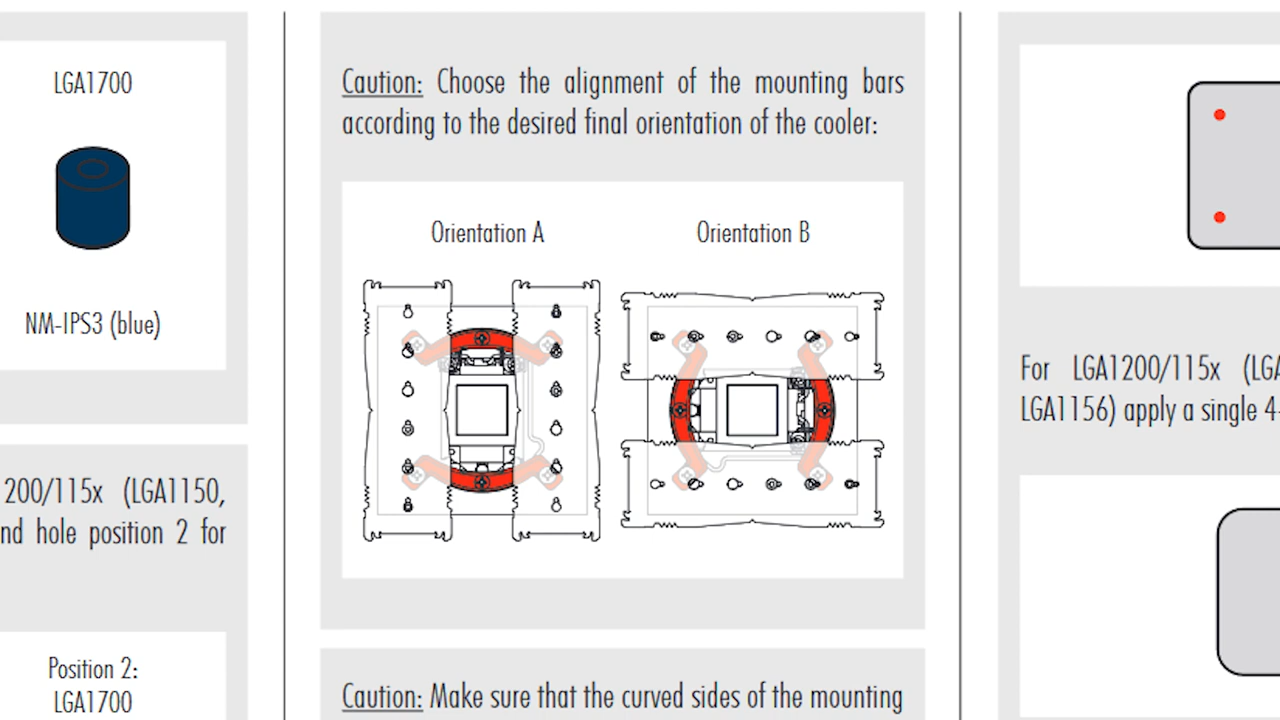 LGA1700
NM-IPS3 (blue)
200/115x (LGA1150,
nd hole position 2 for
Position 2:
LGA1700
Caution: Choose the alignment of the mounting bars
according to the desired final orientation of the cooler:
Orientation A
Orientation B
Caution: Make sure that the curved sides of the mounting
For LGA1200/115x (LGA
LGA1156) apply a single 4-